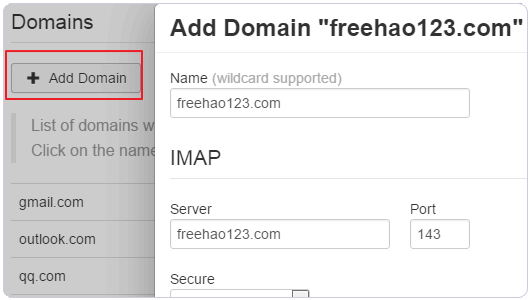 Domains
+ Add Domain
List of domains w
Click on the name
gmail.com
outlook.com
qq.com
Add Domain "freehao123.com"
Name (wildcard supported)
freehao123.com
IMAP
Server Port
freehao123.com 143
Secure